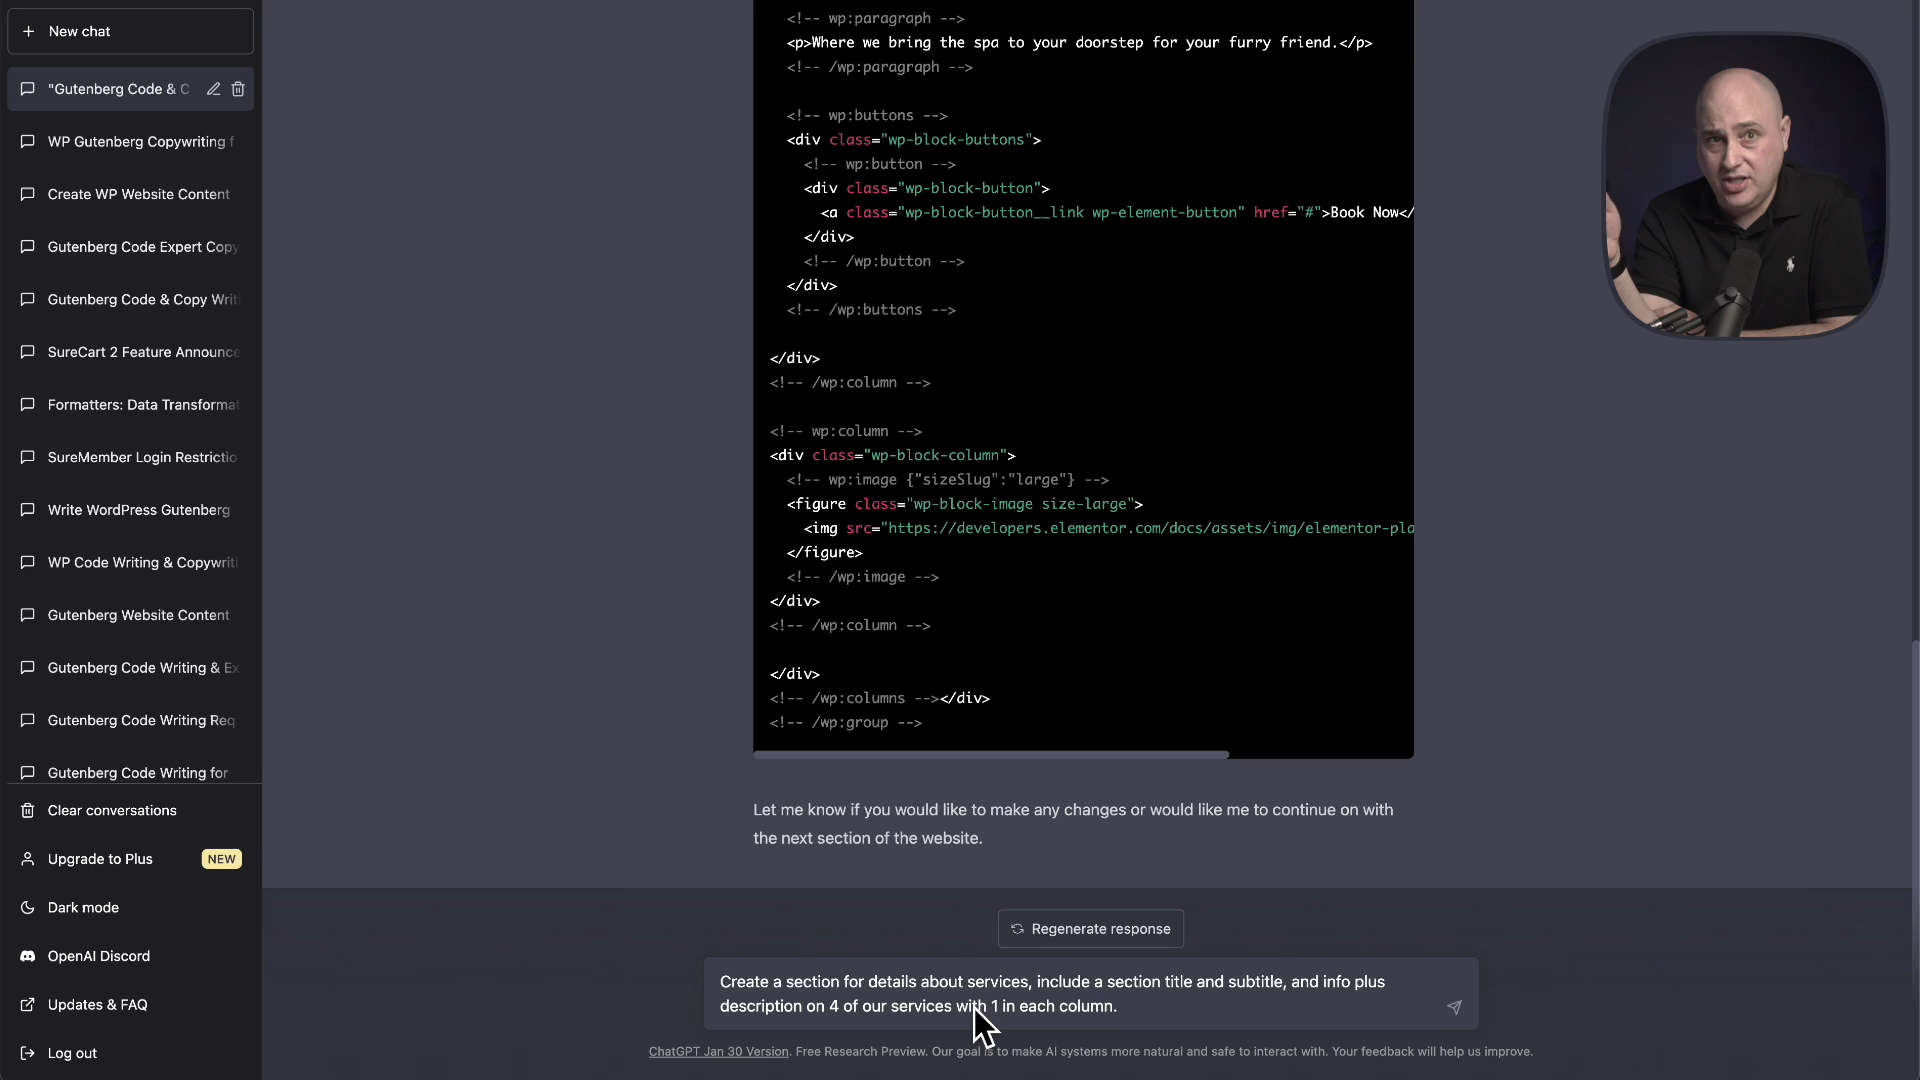 New chat
"Gutenberg Code & C
WP Gutenberg Copywriting f
Create WP Website Content
Gutenberg Code Expert Copy
Gutenberg Code & Copy Writi
SureCart 2 Feature Announce
Formatters: Data Transformat
SureMember Login Restrictio
Write WordPress Gutenberg
WP Code Writing & Copywriti
Gutenberg Website Content
Gutenberg Code Writing & Ex
Gutenberg Code Writing Req
Gutenberg Code Writing for
Clear conversations
Upgrade to Plus NEW
Dark mode
OpenAI Discord
Updates & FAQ
Log out
<!-- wp:paragraph -->
<p>Where we bring the spa to your doorstep for your furry friend.</p>
<!-- /wp:paragraph -->
<!-- wp:buttons -->
<div class="wp-block-buttons">
<!-- wp:button -->
<div class="wp-block-button">
<a class="wp-block-button__link wp-element-button" href="#">Book Now</
</div>
<!-- /wp:button -->
</div>
<!-- /wp:buttons -->
</div>
<!-- /wp:column -->
<!-- wp:column -->
<div class="wp-block-column">
<!-- wp:image {"sizeSlug":"large"} -->
<figure class="wp-block-image size-large">
<img src="https://developers.elementor.com/docs/assets/img/elementor-pla
</figure>
<!-- /wp:image -->
</div>
<!-- /wp:column -->
</div>
<!-- /wp:columns --></div>
<!-- /wp:group -->
Let me know if you would like to make any changes or would like me to continue on with
the next section of the website.
Regenerate response
Create a section for details about services, include a section title and subtitle, and info plus
description on 4 of our services with 1 in each column.
ChatGPT Jan 30 Version. Free Research Preview. Our goal is to make AI systems more natural and safe to interact with. Your feedback will help us improve.